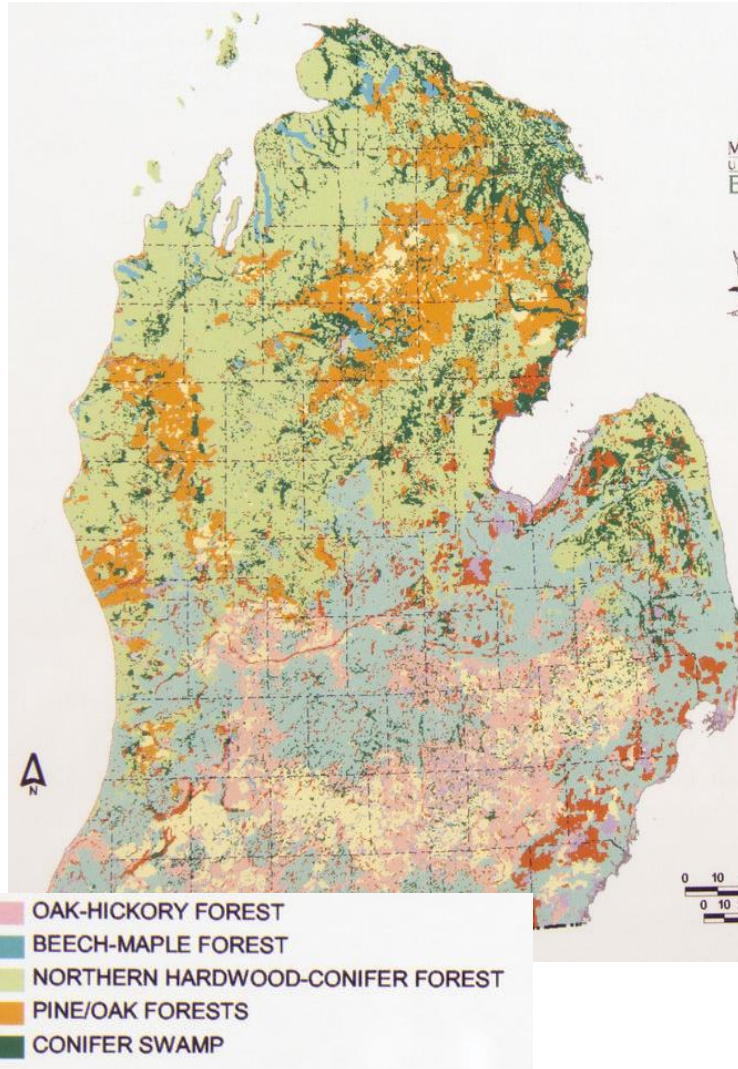 M
U
E
N
0 10
0 10
OAK-HICKORY FOREST
BEECH-MAPLE FOREST
NORTHERN HARDWOOD-CONIFER FOREST
PINE/OAK FORESTS
CONIFER SWAMP